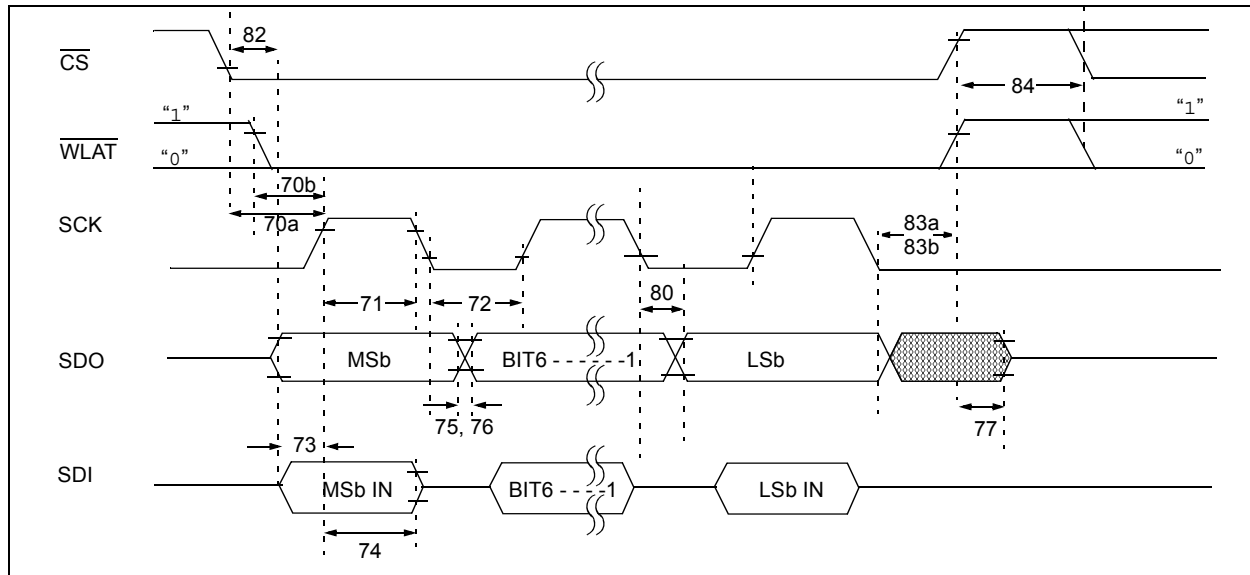 82
CS
84
“1”
“1”
WLAT
“0”
“0”
70b
70a
SCK
83a
83b
80
71
72
SDO
MSb
BIT6 - - - - - -1
LSb
75, 76
77
73
SDI
MSb IN
BIT6 - - - - -1
LSb IN
74